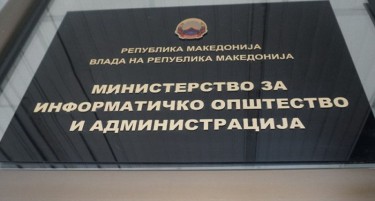 РЕПУБЛИКА МАКЕДОНИЈА
ВЛАДА НА РЕПУБЛИКА МАКЕДОНИЈА
МИНИСТЕРСТВО ЗА
ИНФОРМАТИЧКО ОПШТЕСТВО
И АДМИНИСТРАЦИЈА